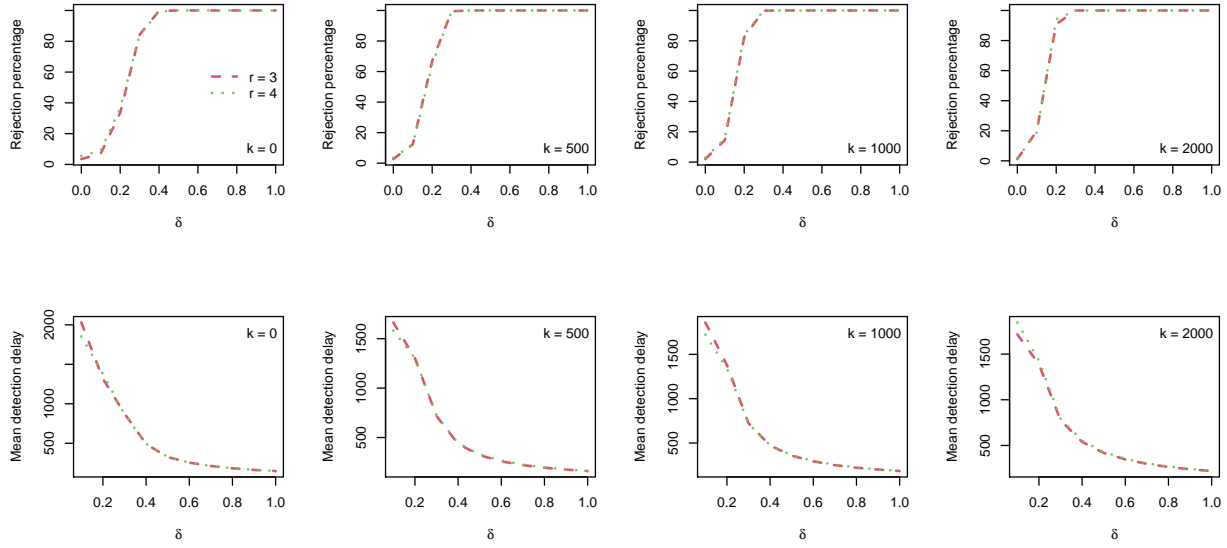 Rejection percentage
0 20 40 60 80
0.0 0.2 0.4 0.6 0.8 1.0
δ
r = 3
r = 4
k = 0
Rejection percentage
0 20 40 60 80
0.0 0.2 0.4 0.6 0.8 1.0
δ
k = 500
Rejection percentage
0 20 40 60 80
0.0 0.2 0.4 0.6 0.8 1.0
δ
k = 1000
Rejection percentage
0 20 40 60 80
0.0 0.2 0.4 0.6 0.8 1.0
δ
k = 2000
Mean detection delay
500 1000 2000
0.2 0.4 0.6 0.8 1.0
δ
k = 0
Mean detection delay
500 1000 1500
0.2 0.4 0.6 0.8 1.0
δ
k = 500
Mean detection delay
500 1000 1500
0.2 0.4 0.6 0.8 1.0
δ
k = 1000
Mean detection delay
500 1000 1500
0.2 0.4 0.6 0.8 1.0
δ
k = 2000